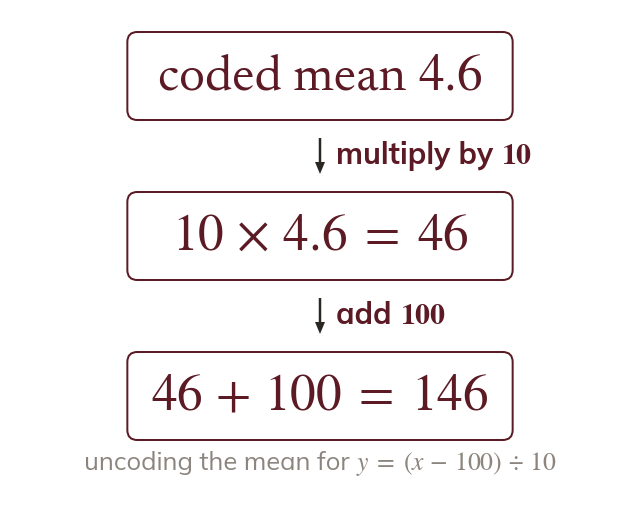 coded mean 4.6
multiply by 10
10 × 4.6 = 46
add 100
46 + 100 = 146
uncoding the mean for y = (x − 100) ÷ 10